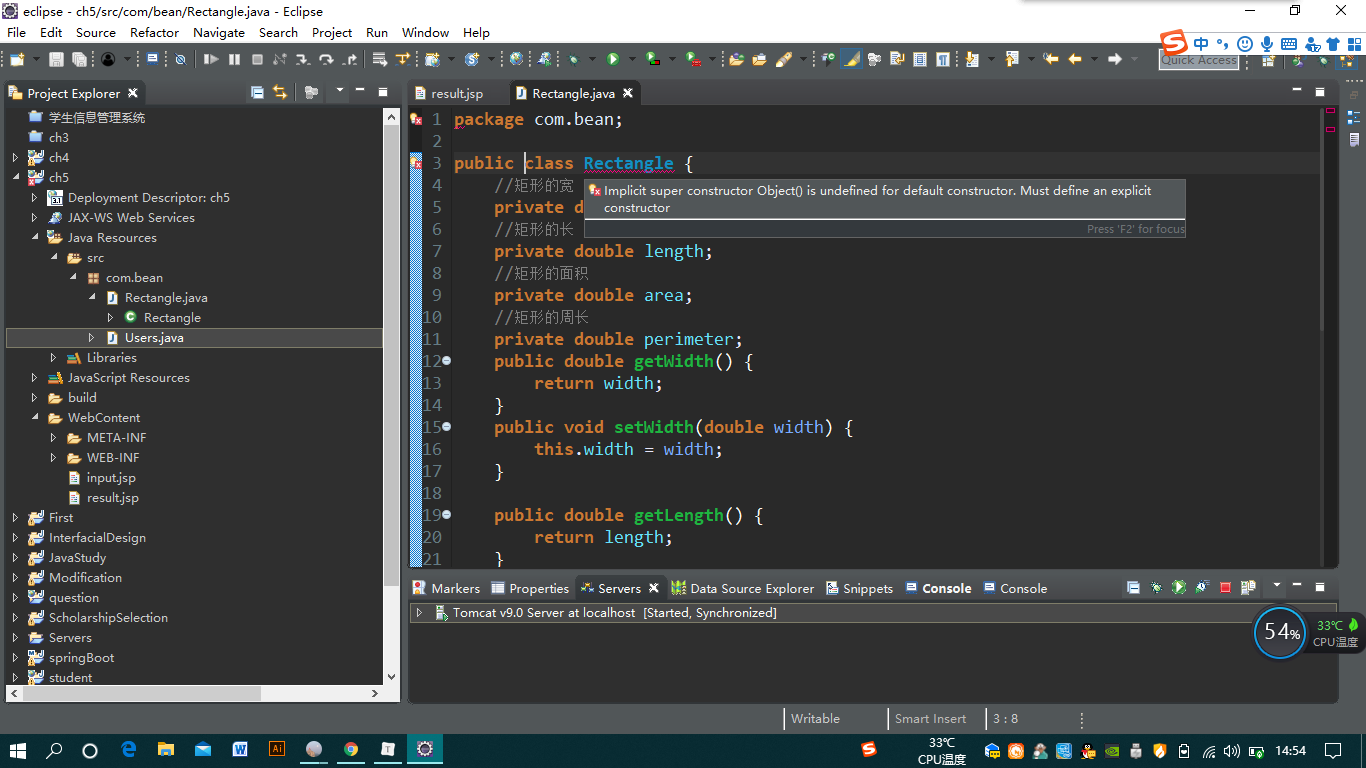 eclipse - ch5/src/com/bean/Rectangle.java - Eclipse
File Edit Source Refactor Navigate Search Project Run Window Help
中
Quick Access
Project Explorer
学生信息管理系统
ch3
ch4
ch5
Deployment Descriptor: ch5
JAX-WS Web Services
Java Resources
src
com.bean
Rectangle.java
Rectangle
Users.java
Libraries
JavaScript Resources
build
WebContent
META-INF
WEB-INF
input.jsp
result.jsp
First
InterfacialDesign
JavaStudy
Modification
question
ScholarshipSelection
Servers
springBoot
student
result.jsp Rectangle.java
1 package com.bean;
2
3 public class Rectangle {
4 //矩形的宽
5 private d
6 //矩形的长
7 private double length;
8 //矩形的面积
9 private double area;
10 //矩形的周长
11 private double perimeter;
12 public double getWidth() {
13 return width;
14 }
15 public void setWidth(double width) {
16 this.width = width;
17 }
18
19 public double getLength() {
20 return length;
21 }
Implicit super constructor Object() is undefined for default constructor. Must define an explicit
constructor
Press 'F2' for focus
Markers Properties Servers Data Source Explorer Snippets Console Console
Tomcat v9.0 Server at localhost [Started, Synchronized]
54%
33℃
CPU温度
Writable Smart Insert 3 : 8
33℃
CPU温度
14:54